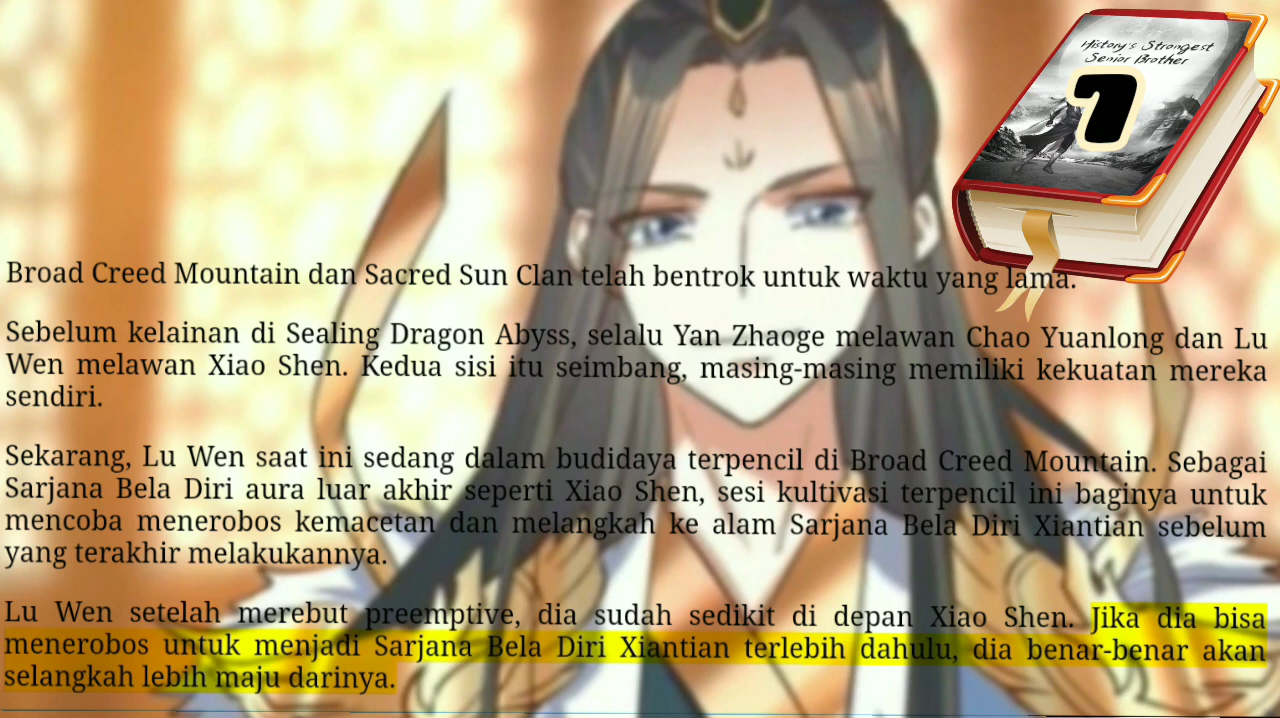 History's Strongest
Senior Brother
7
Broad Creed Mountain dan Sacred Sun Clan telah bentrok untuk waktu yang lama.
Sebelum kelainan di Sealing Dragon Abyss, selalu Yan Zhaoge melawan Chao Yuanlong dan Lu
Wen melawan Xiao Shen. Kedua sisi itu seimbang, masing-masing memiliki kekuatan mereka
sendiri.
Sekarang, Lu Wen saat ini sedang dalam budidaya terpencil di Broad Creed Mountain. Sebagai
Sarjana Bela Diri aura luar akhir seperti Xiao Shen, sesi kultivasi terpencil ini baginya untuk
mencoba menerobos kemacetan dan melangkah ke alam Sarjana Bela Diri Xiantian sebelum
yang terakhir melakukannya.
Lu Wen setelah merebut preemptive, dia sudah sedikit di depan Xiao Shen. Jika dia bisa
menerobos untuk menjadi Sarjana Bela Diri Xiantian terlebih dahulu, dia benar-benar akan
selangkah lebih maju darinya.